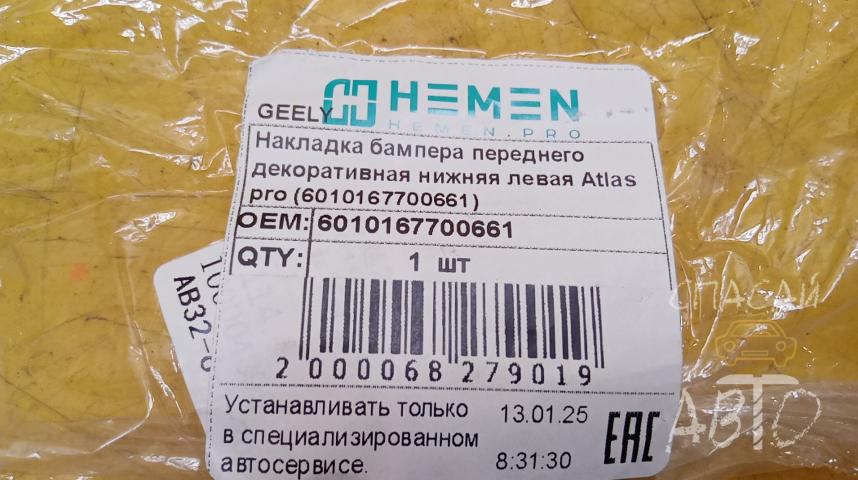 HEMEN
HEMEN.PRO
GEELY
Накладка бампера переднего
декоративная нижняя левая Atlas
pro (6010167700661)
OEM: 6010167700661
QTY: 1 шт
2 000068 279019
Устанавливать только
в специализированном
автосервисе.
13.01.25
8:31:30
EAC
AB32-
СПАСАЙ
АВТО